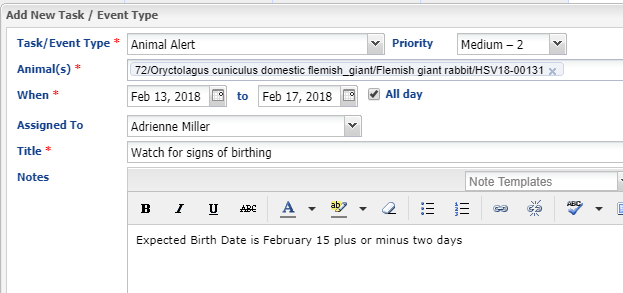 Add New Task / Event Type
Task/Event Type * Animal Alert Priority Medium – 2
Animal(s) * 72/Oryctolagus cuniculus domestic flemish_giant/Flemish giant rabbit/HSV18-00131 ×
When * Feb 13, 2018 to Feb 17, 2018 All day
Assigned To Adrienne Miller
Title * Watch for signs of birthing
Notes
Note Templates
B I U ABC A ab ABC
Expected Birth Date is February 15 plus or minus two days